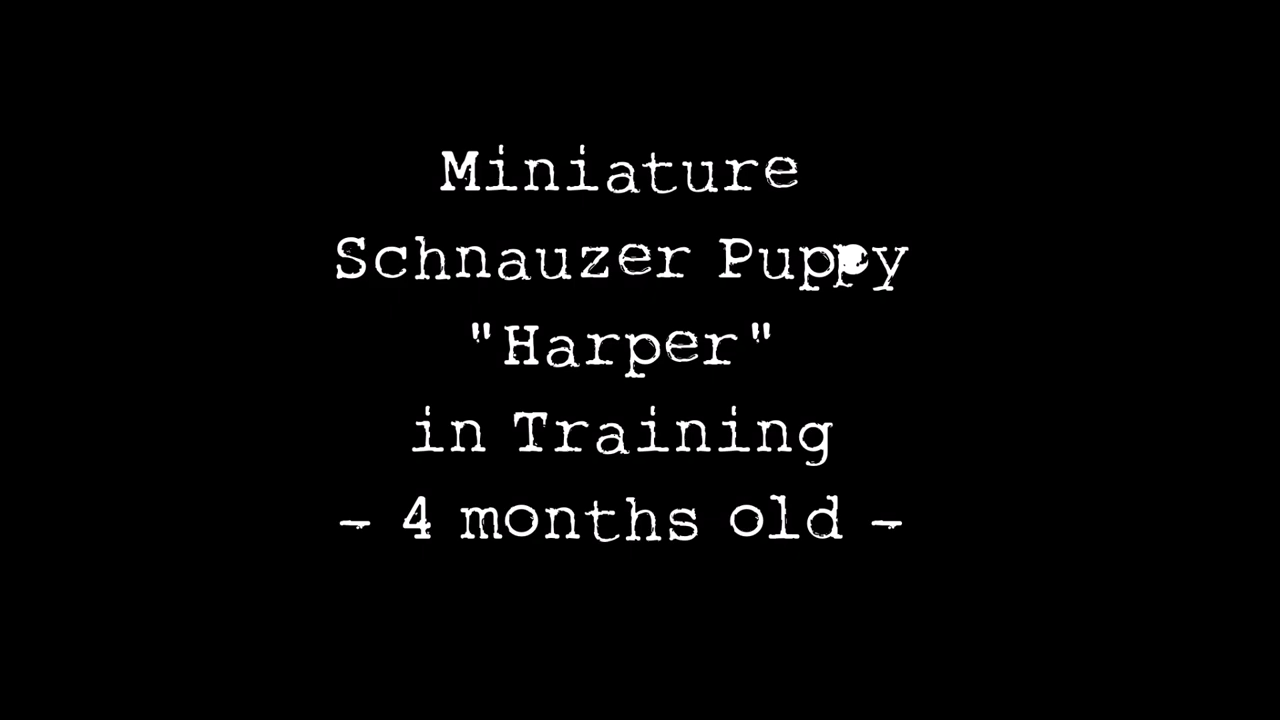 Miniature
Schnauzer Puppy
"Harper"
in Training
- 4 months old -